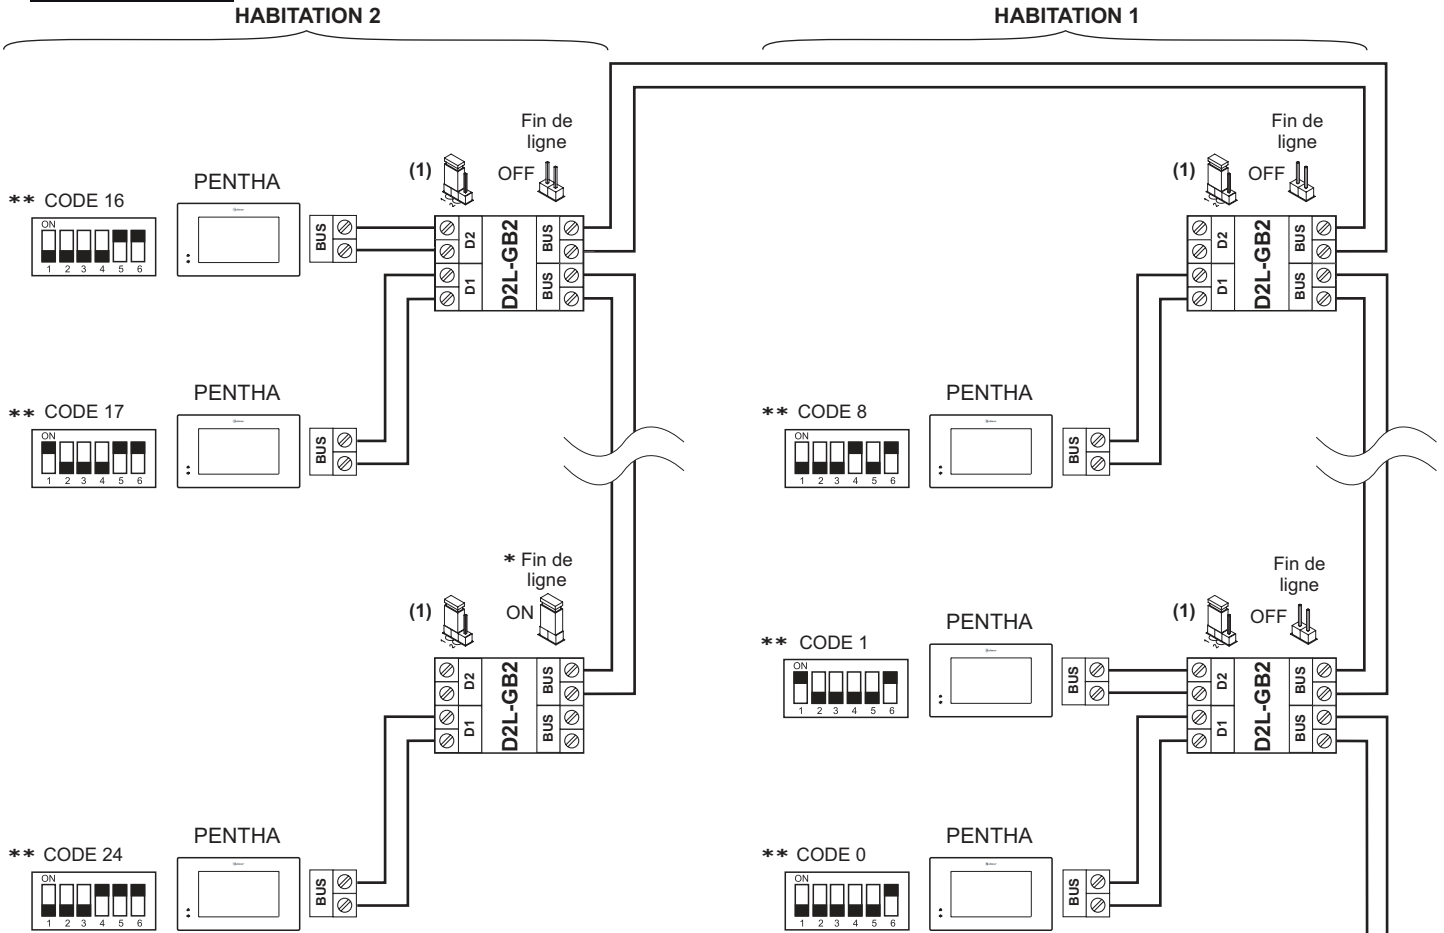 HABITATION 2
HABITATION 1
Fin de
ligne
(1)
OFF
Fin de
ligne
(1)
OFF
** CODE 16
ON
1 2 3 4 5 6
PENTHA
BUS
D2
D1
D2L-GB2
BUS
BUS
D2
D1
D2L-GB2
BUS
BUS
** CODE 17
ON
1 2 3 4 5 6
PENTHA
BUS
** CODE 8
ON
1 2 3 4 5 6
PENTHA
BUS
* Fin de
ligne
(1)
ON
Fin de
ligne
(1)
OFF
D2
D1
D2L-GB2
BUS
BUS
** CODE 1
ON
1 2 3 4 5 6
PENTHA
BUS
D2
D1
D2L-GB2
BUS
BUS
** CODE 24
ON
1 2 3 4 5 6
PENTHA
BUS
** CODE 0
ON
1 2 3 4 5 6
PENTHA
BUS